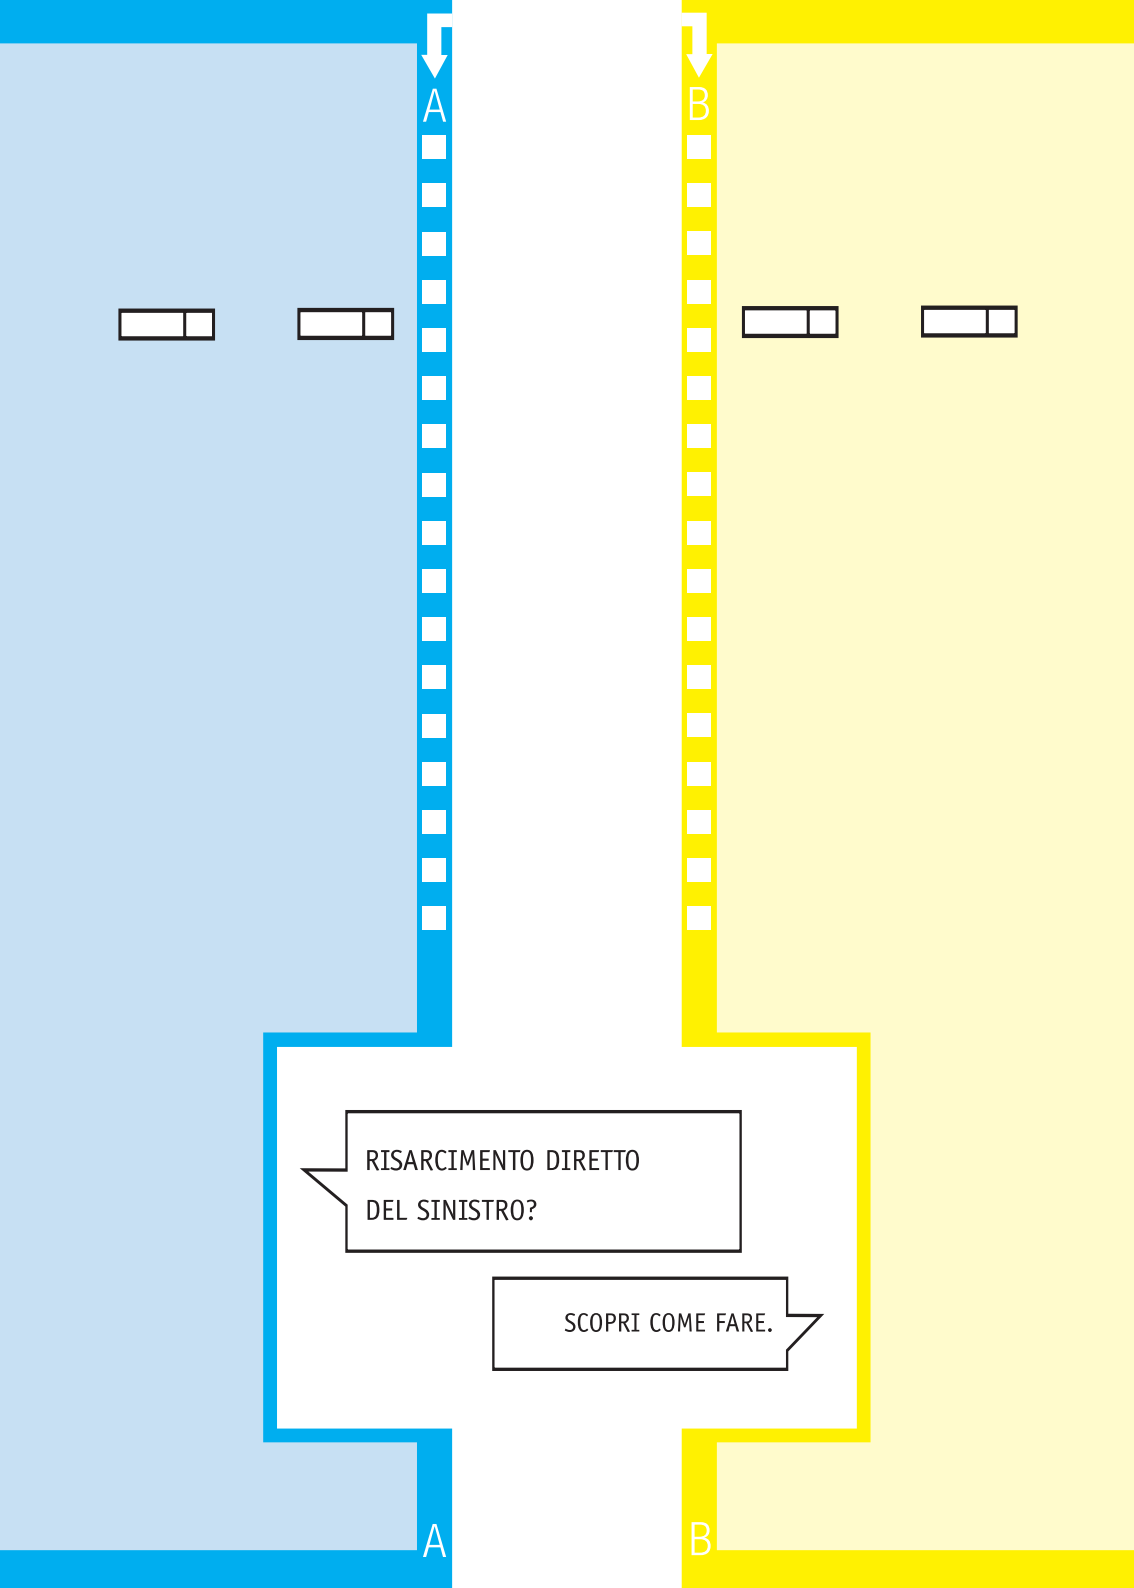 A
B
RISARCIMENTO DIRETTO
DEL SINISTRO?
SCOPRI COME FARE.
A
B